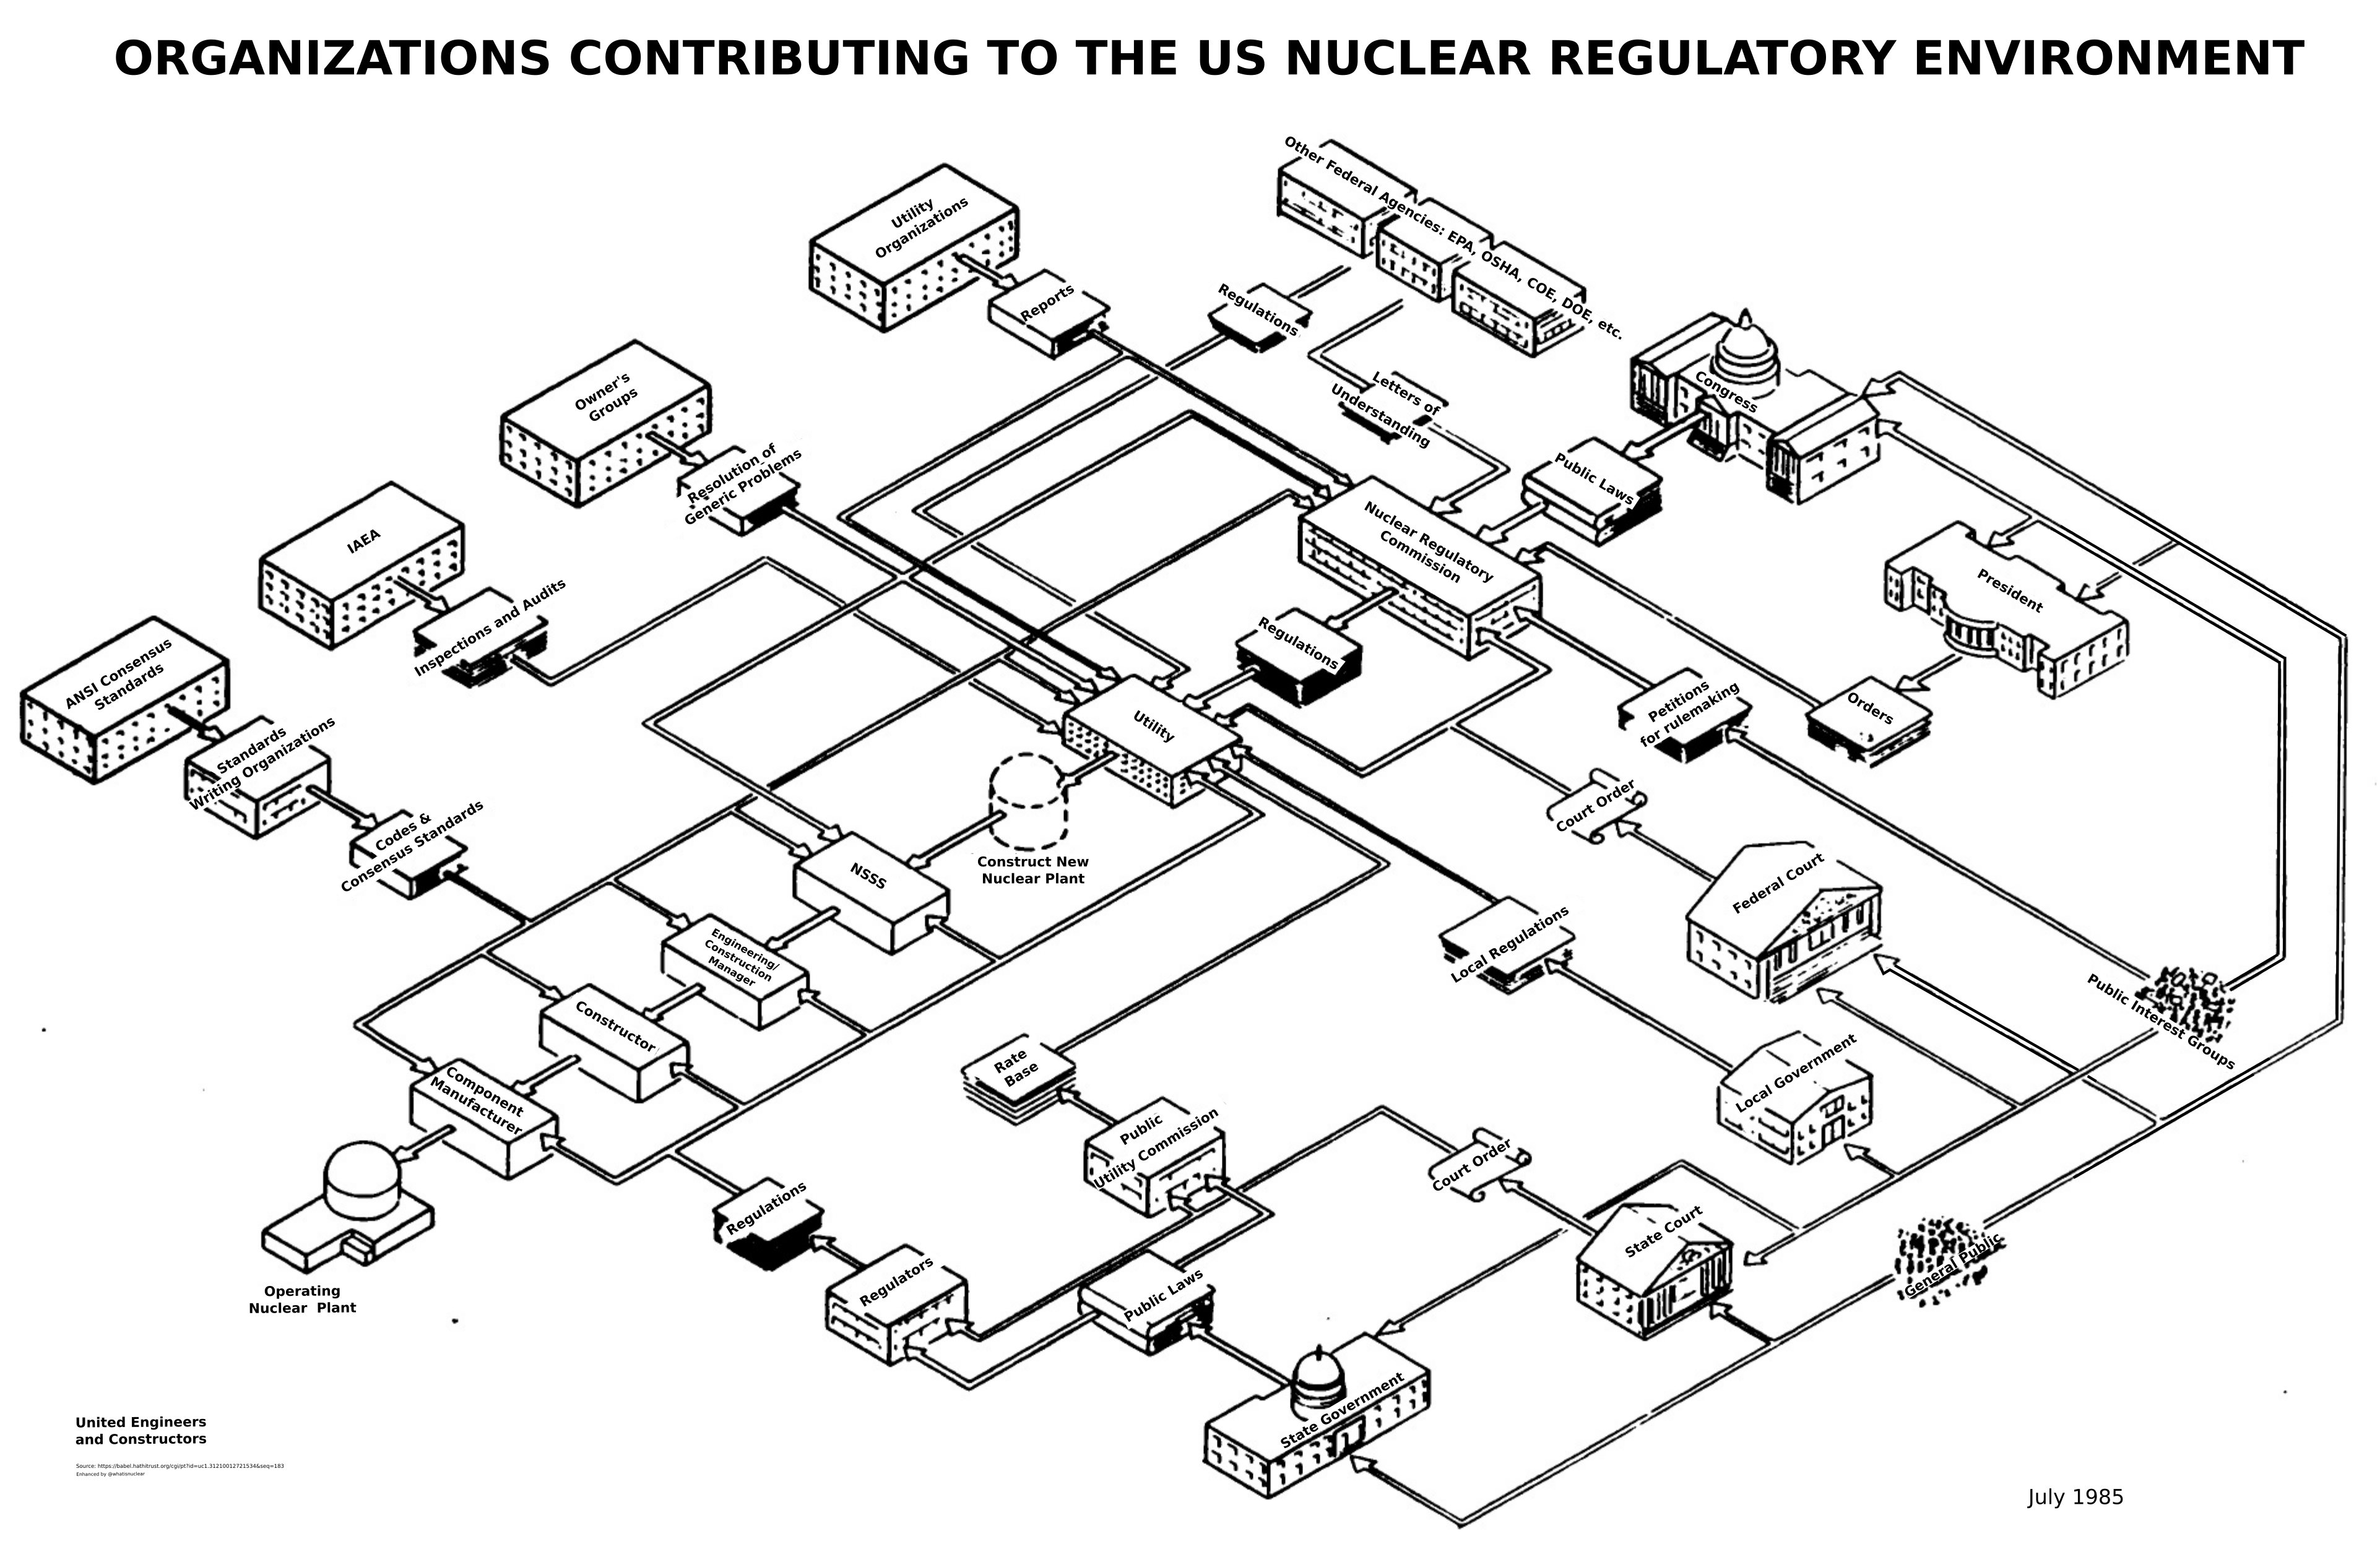 ORGANIZATIONS CONTRIBUTING TO THE US NUCLEAR REGULATORY ENVIRONMENT
Other Federal Agencies: EPA, OSHA, COE, DOE, etc.
Utility
Organizations
Reports
Regulations
Letters of
Understanding
Congress
Public Laws
Owner's
Groups
Resolution of
Generic Problems
Nuclear Regulatory
Commission
President
IAEA
Inspections and Audits
Regulations
Petitions
for rulemaking
Orders
ANSI Consensus
Standards
Standards
Writing Organizations
Utility
Codes &
Consensus Standards
Construct New
Nuclear Plant
Court Order
NSSS
Federal Court
Engineering/
Construction
Manager
Local Regulations
Public Interest Groups
Constructor
Rate
Base
Local Government
Component
Manufacturer
Public
Utility Commission
Court Order
Regulations
State Court
General Public
Operating
Nuclear Plant
Regulators
Public Laws
State Government
United Engineers
and Constructors
Source: https://babel.hathitrust.org/cgi/pt?id=uc1.31210012721534&seq=183
Enhanced by @whatisnuclear
July 1985